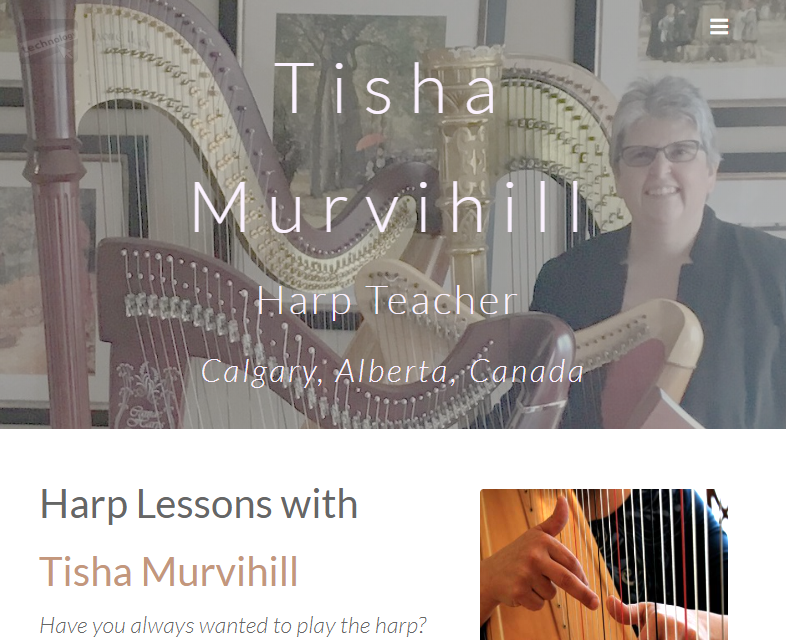 technology
Tisha
Murvihill
Harp Teacher
Calgary, Alberta, Canada
Harp Lessons with
Tisha Murvihill
Have you always wanted to play the harp?